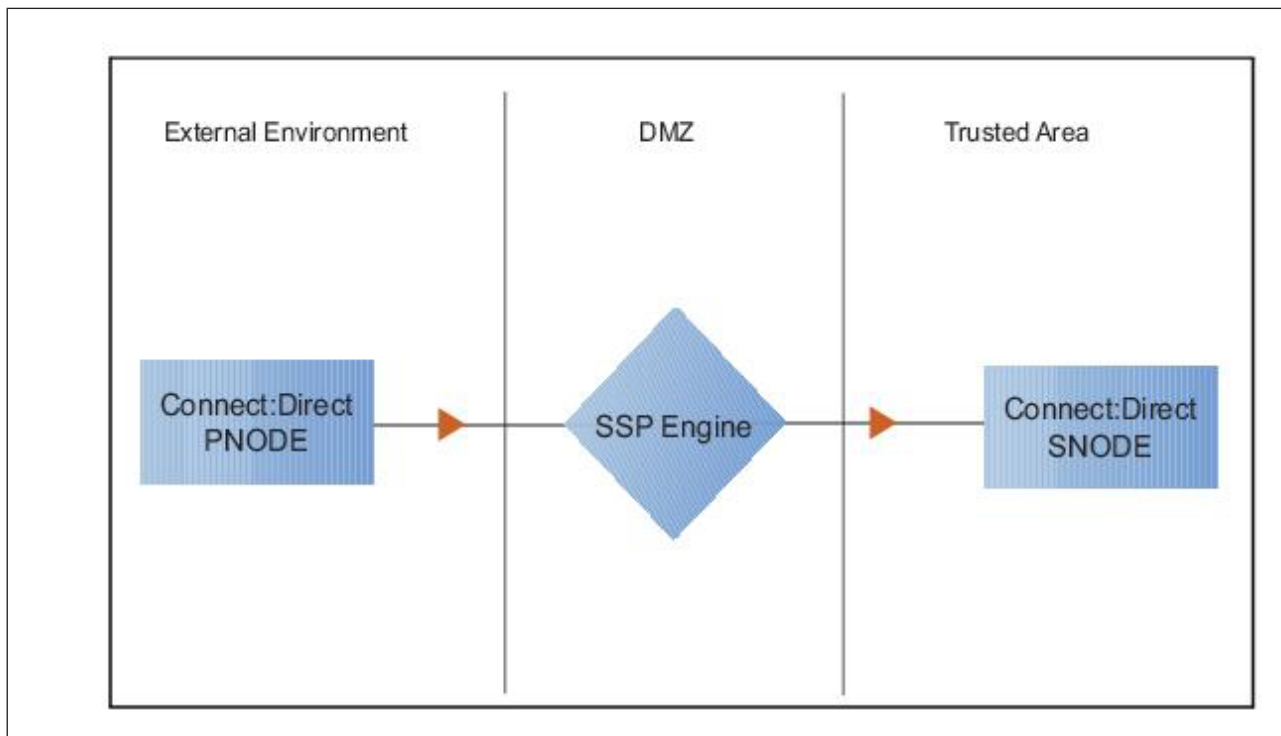 External Environment
DMZ
Trusted Area
Connect:Direct
PNODE
SSP Engine
Connect:Direct
SNODE